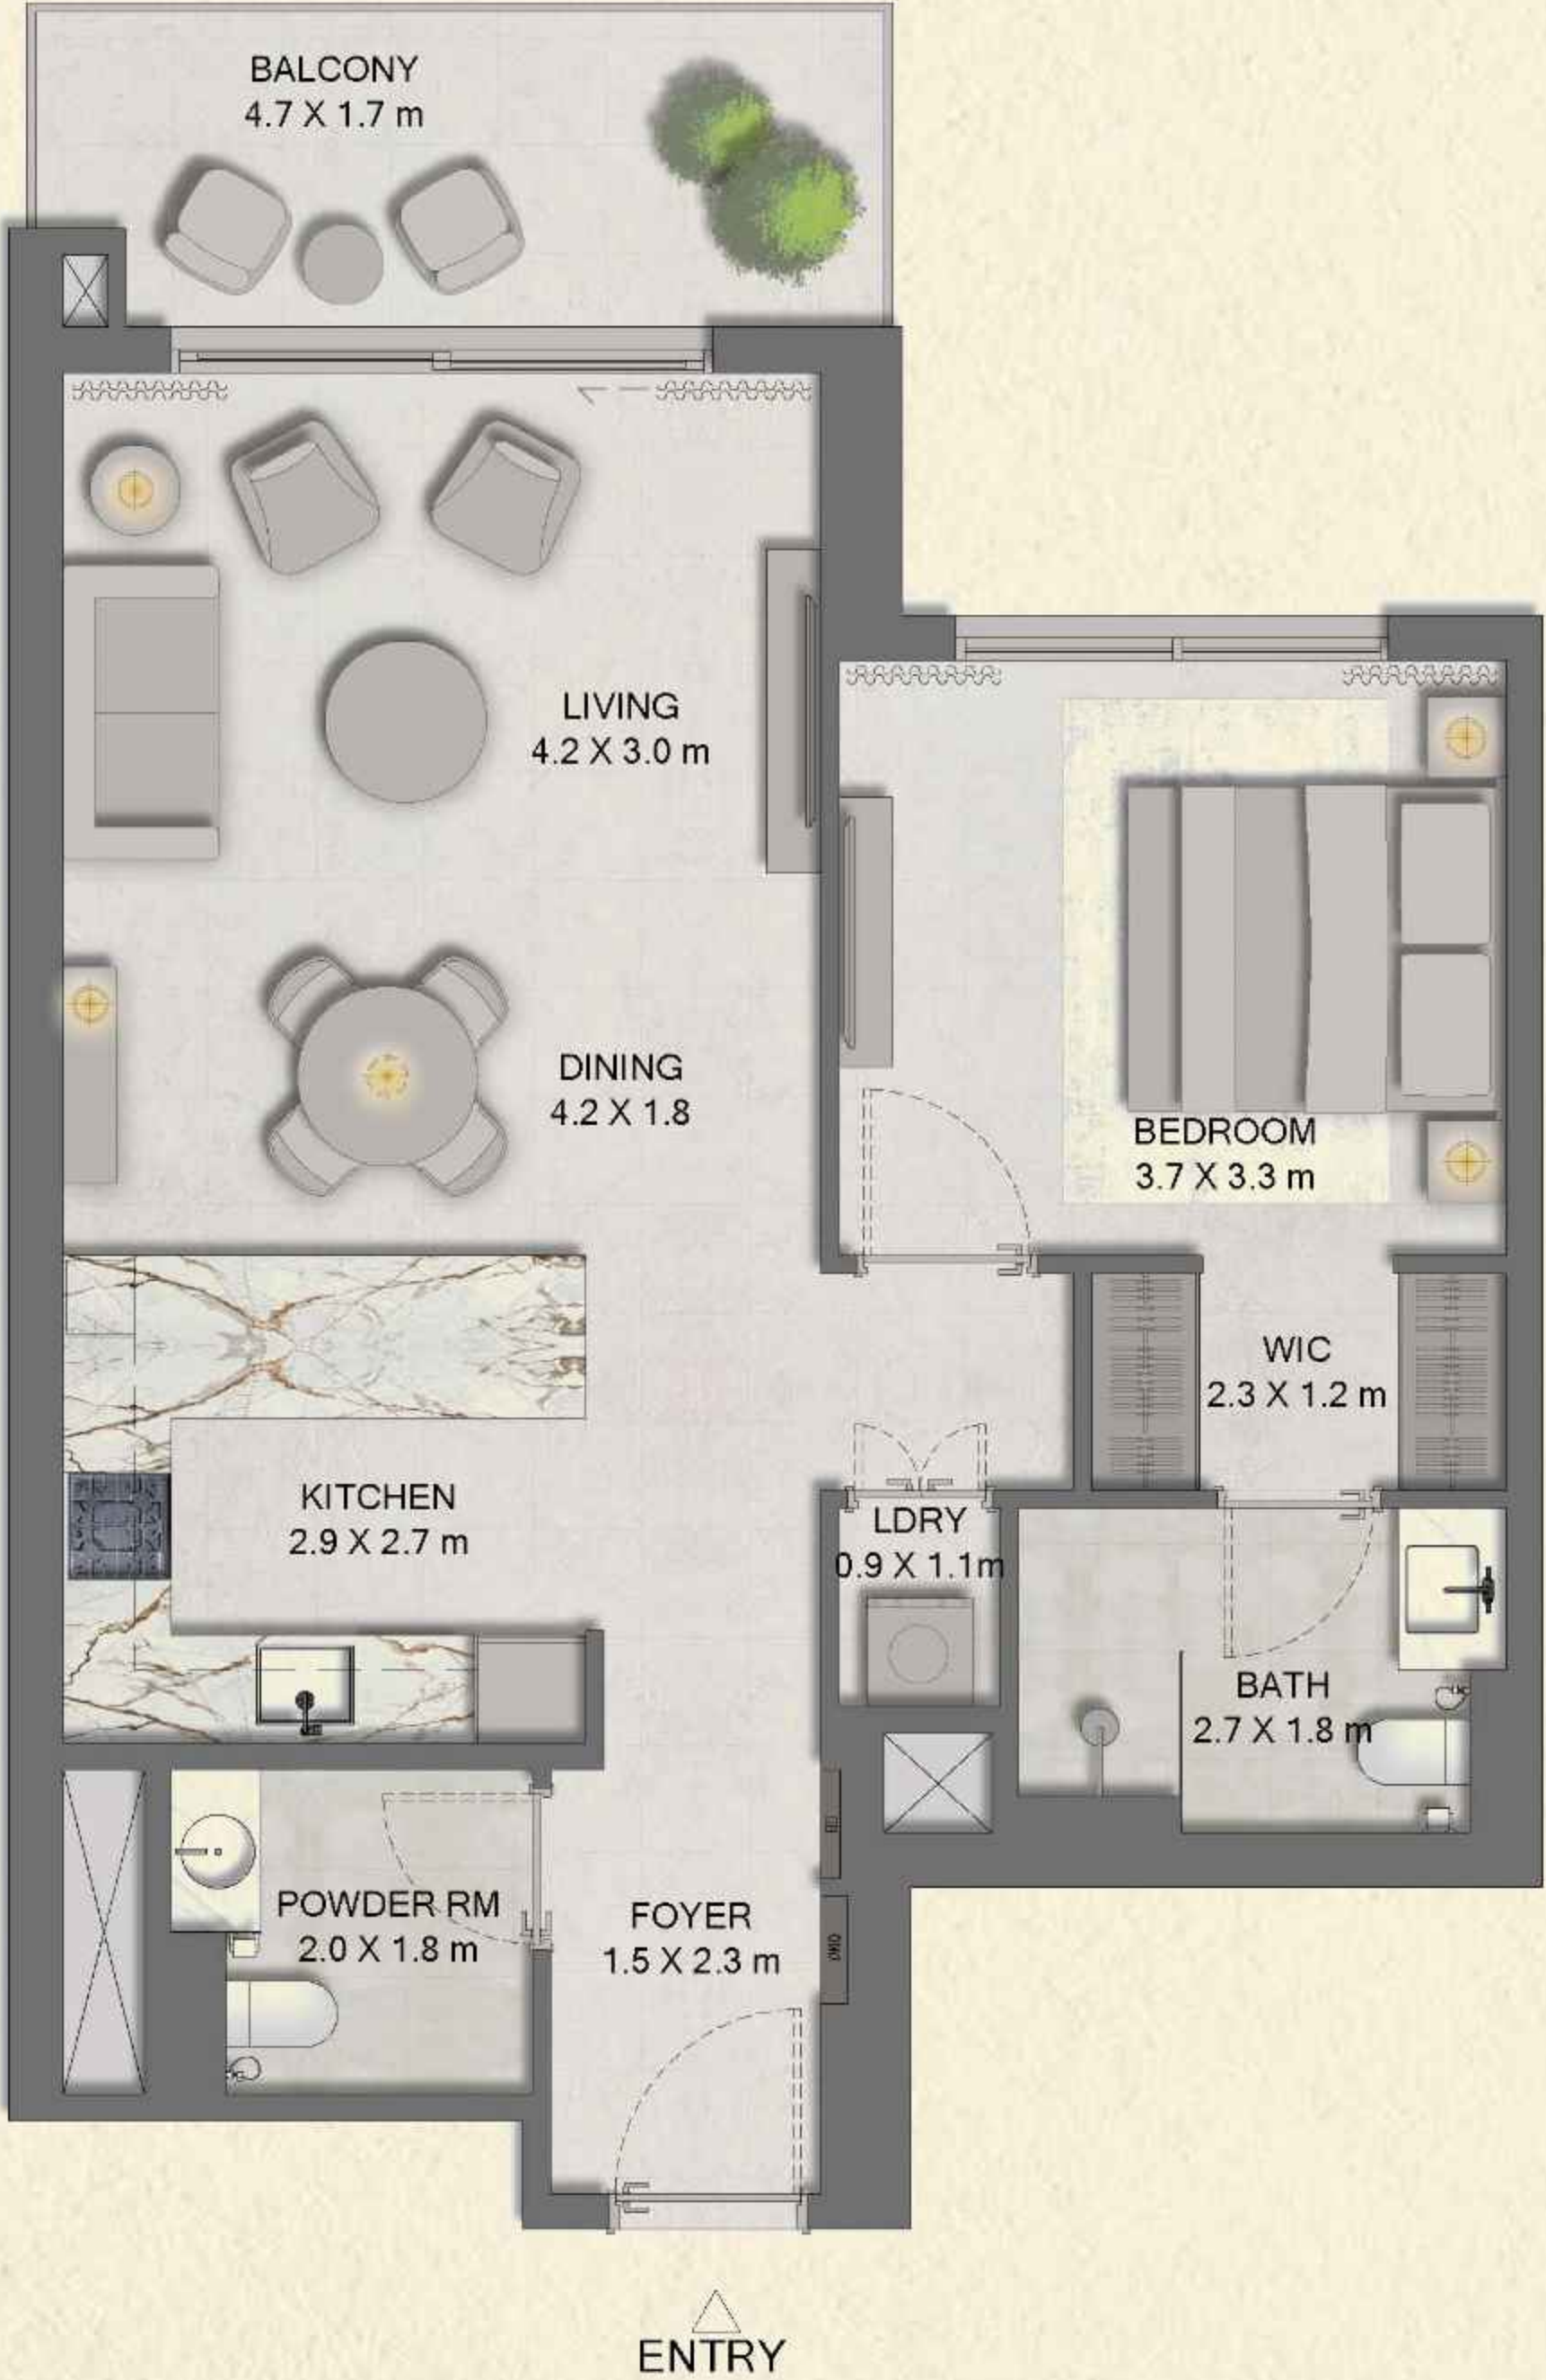 BALCONY
4.7 X 1.7 m
LIVING
4.2 X 3.0 m
DINING
4.2 X 1.8
BEDROOM
3.7 X 3.3 m
WIC
2.3 X 1.2 m
KITCHEN
2.9 X 2.7 m
LDRY
0.9 X 1.1m
BATH
2.7 X 1.8 m
POWDER RM
2.0 X 1.8 m
FOYER
1.5 X 2.3 m
ENTRY